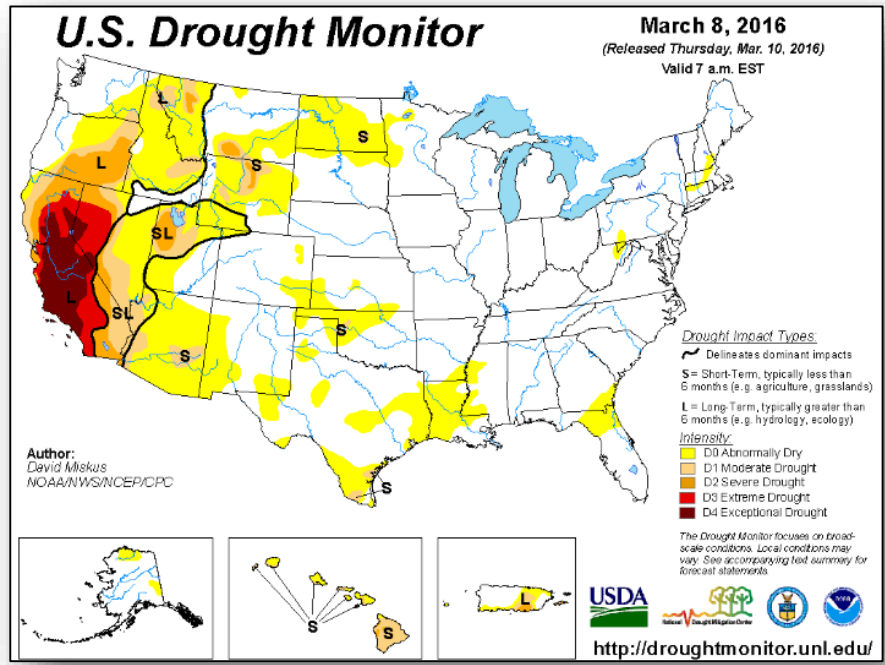 U.S. Drought Monitor
March 8, 2016
(Released Thursday, Mar. 10, 2016)
Valid 7 a.m. EST
L
L
S
S
SL
L
SL
S
S
S
Drought Impact Types:
Delineates dominant impacts
S = Short-Term, typically less than
6 months (e.g. agriculture, grasslands)
L = Long-Term, typically greater than
6 months (e.g. hydrology, ecology)
Intensity:
D0 Abnormally Dry
D1 Moderate Drought
D2 Severe Drought
D3 Extreme Drought
D4 Exceptional Drought
Author:
David Miskus
NOAA/NWS/NCEP/CPC
The Drought Monitor focuses on broad-
scale conditions. Local conditions may
vary. See accompanying text summary for
forecast statements.
S
L
USDA
National Drought Mitigation Center
http://droughtmonitor.unl.edu/